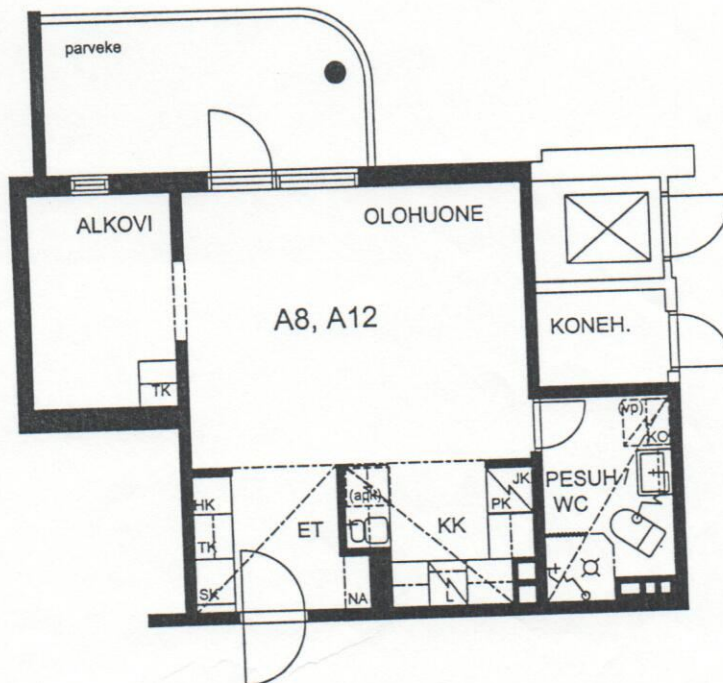 parveke
ALKOVI
OLOHUONE
A8, A12
KONEH.
TK
(vp)
KO
PESUH./
WC
JK
PK
(apk)
HK
ET
KK
TK
SK
NA
L